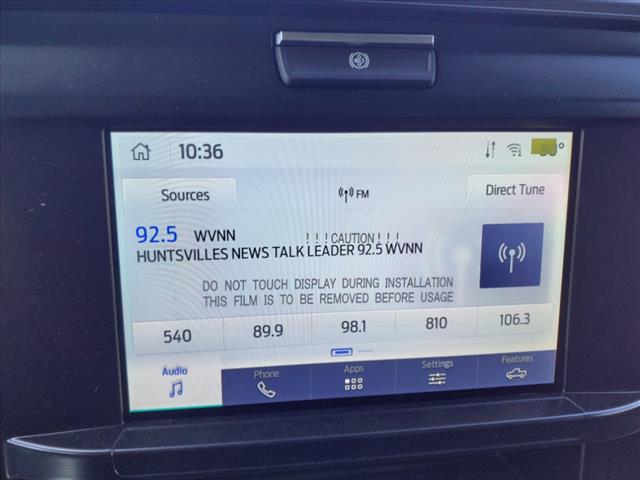 10:36
Sources
FM
Direct Tune
92.5 WVNN
! ! !CAUTION! ! !
HUNTSVILLES NEWS TALK LEADER 92.5 WVNN
DO NOT TOUCH DISPLAY DURING INSTALLATION
THIS FILM IS TO BE REMOVED BEFORE USAGE
540 89.9 98.1 810 106.3
Audio Phone Apps Settings Features